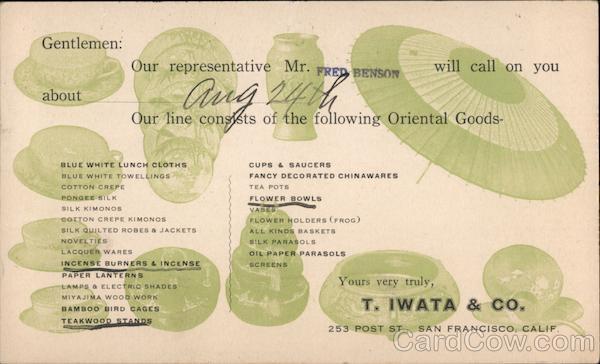 Gentlemen:
Our representative Mr. FRED BENSON will call on you
about Aug 24th
Our line consists of the following Oriental Goods-
BLUE WHITE LUNCH CLOTHS
BLUE WHITE TOWELLINGS
COTTON CREPE
PONGEE SILK
SILK KIMONOS
COTTON CREPE KIMONOS
SILK QUILTED ROBES & JACKETS
NOVELTIES
LACQUER WARES
INCENSE BURNERS & INCENSE
PAPER LANTERNS
LAMPS & ELECTRIC SHADES
MIYAJIMA WOOD WORK
BAMBOO BIRD CAGES
TEAKWOOD STANDS
CUPS & SAUCERS
FANCY DECORATED CHINAWARES
TEA POTS
FLOWER BOWLS
VASES
FLOWER HOLDERS (FROG)
ALL KINDS BASKETS
SILK PARASOLS
OIL PAPER PARASOLS
SCREENS
Yours very truly,
T. IWATA & CO.
253 POST ST., SAN FRANCISCO, CALIF.
CardCow.com